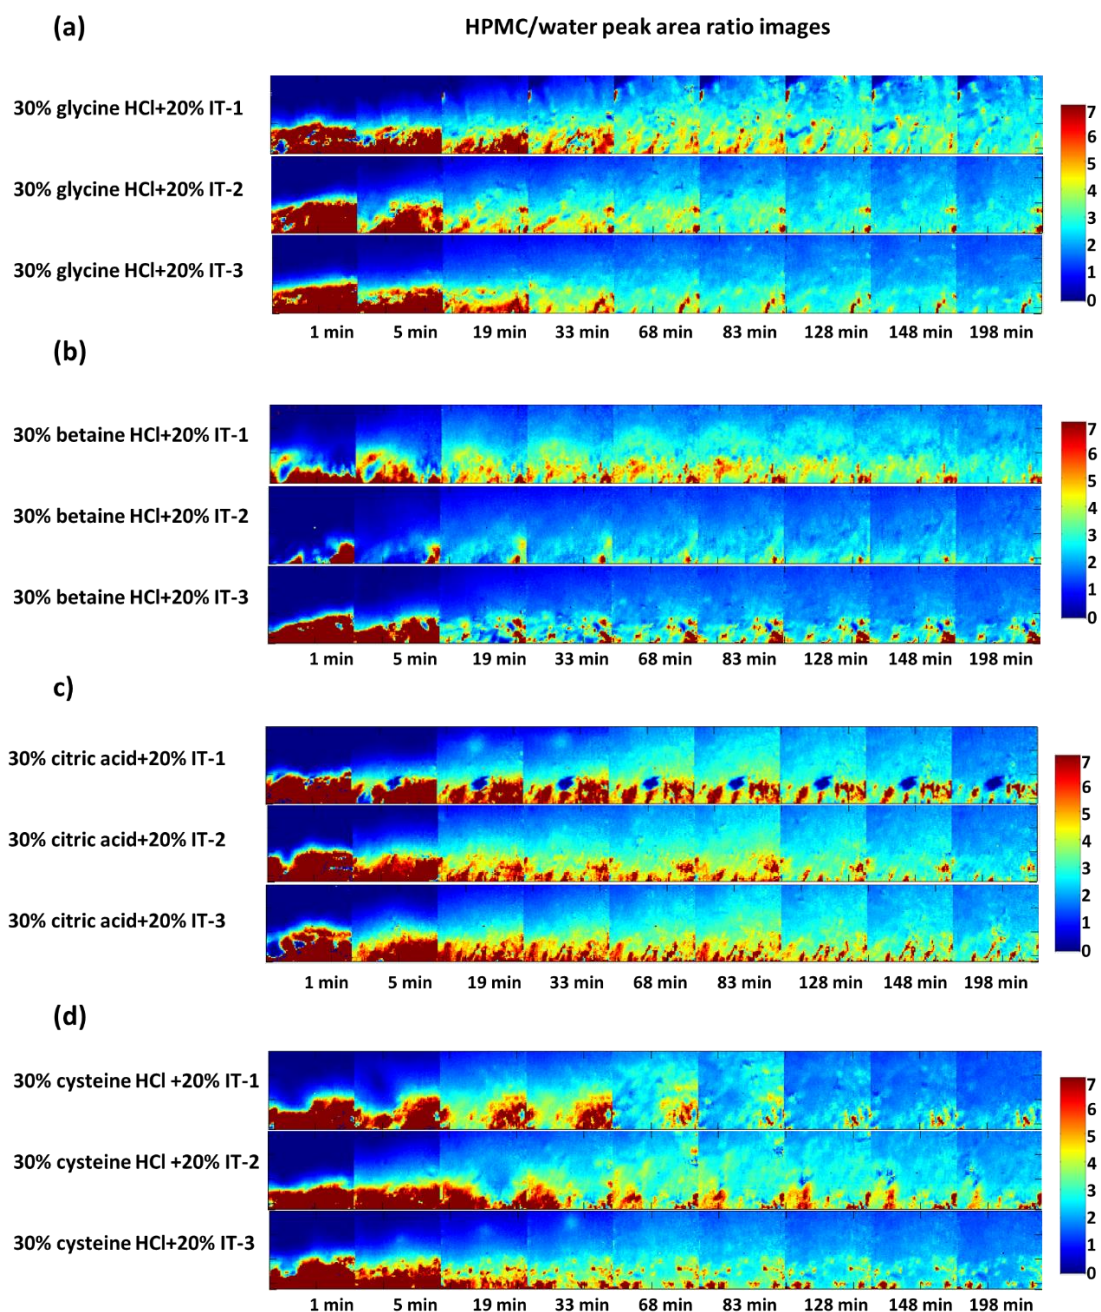 (a)
HPMC/water peak area ratio images
30% glycine HCl+20% IT-1
30% glycine HCl+20% IT-2
30% glycine HCl+20% IT-3
7
6
5
4
3
2
1
0
1 min 5 min 19 min 33 min 68 min 83 min 128 min 148 min 198 min
(b)
30% betaine HCl+20% IT-1
30% betaine HCl+20% IT-2
30% betaine HCl+20% IT-3
7
6
5
4
3
2
1
0
1 min 5 min 19 min 33 min 68 min 83 min 128 min 148 min 198 min
c)
30% citric acid+20% IT-1
30% citric acid+20% IT-2
30% citric acid+20% IT-3
7
6
5
4
3
2
1
0
1 min 5 min 19 min 33 min 68 min 83 min 128 min 148 min 198 min
(d)
30% cysteine HCl +20% IT-1
30% cysteine HCl +20% IT-2
30% cysteine HCl+20% IT-3
7
6
5
4
3
2
1
0
1 min 5 min 19 min 33 min 68 min 83 min 128 min 148 min 198 min